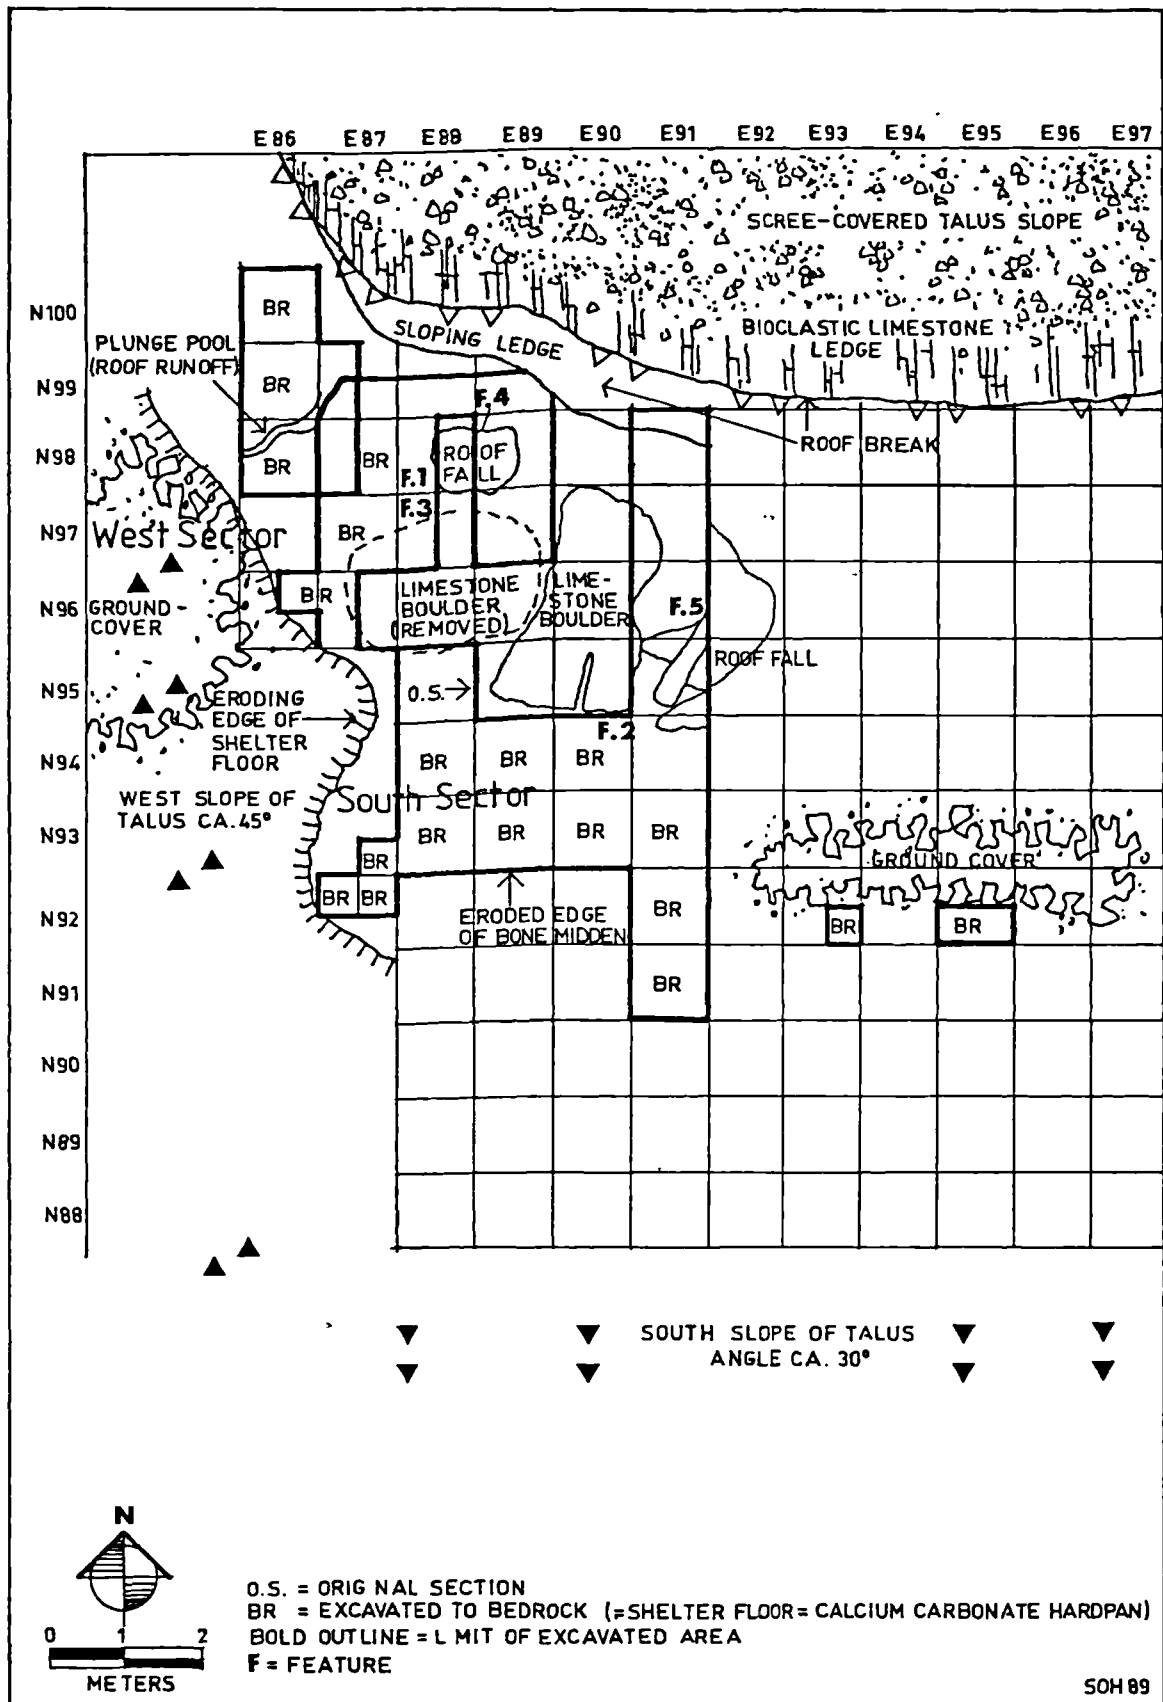 E86 E87 E88 E89 E90 E91 E92 E93 E94 E95 E96 E97
SCREE-COVERED TALUS SLOPE
N100
BR
SLOPING LEDGE
BIOCLASTIC LIMESTONE
LEDGE
PLUNGE POOL
(ROOF RUNOFF)
N99
BR
F.4
ROOF BREAK
N98
BR
BR
F.1
ROOF
FALL
N97
West Sector
BR
F.3
N96
GROUND-
COVER
BR
LIMESTONE
BOULDER
(REMOVED)
LIME-
STONE
BOULDER
F.5
ROOF FALL
N95
O.S.
ERODING
EDGE OF
SHELTER
FLOOR
F.2
N94
BR
BR
BR
WEST SLOPE OF
TALUS CA.45°
South Sector
N93
BR
BR
BR
BR
BR
GROUND COVER
N92
BR
BR
ERODED EDGE
OF BONE MIDDEN
BR
BR
BR
N91
BR
N90
N89
N88
SOUTH SLOPE OF TALUS
ANGLE CA. 30°
N
O.S. = ORIG NAL SECTION
BR = EXCAVATED TO BEDROCK (=SHELTER FLOOR= CALCIUM CARBONATE HARDPAN)
BOLD OUTLINE = L MIT OF EXCAVATED AREA
F = FEATURE
0 1 2
METERS
SOH 89